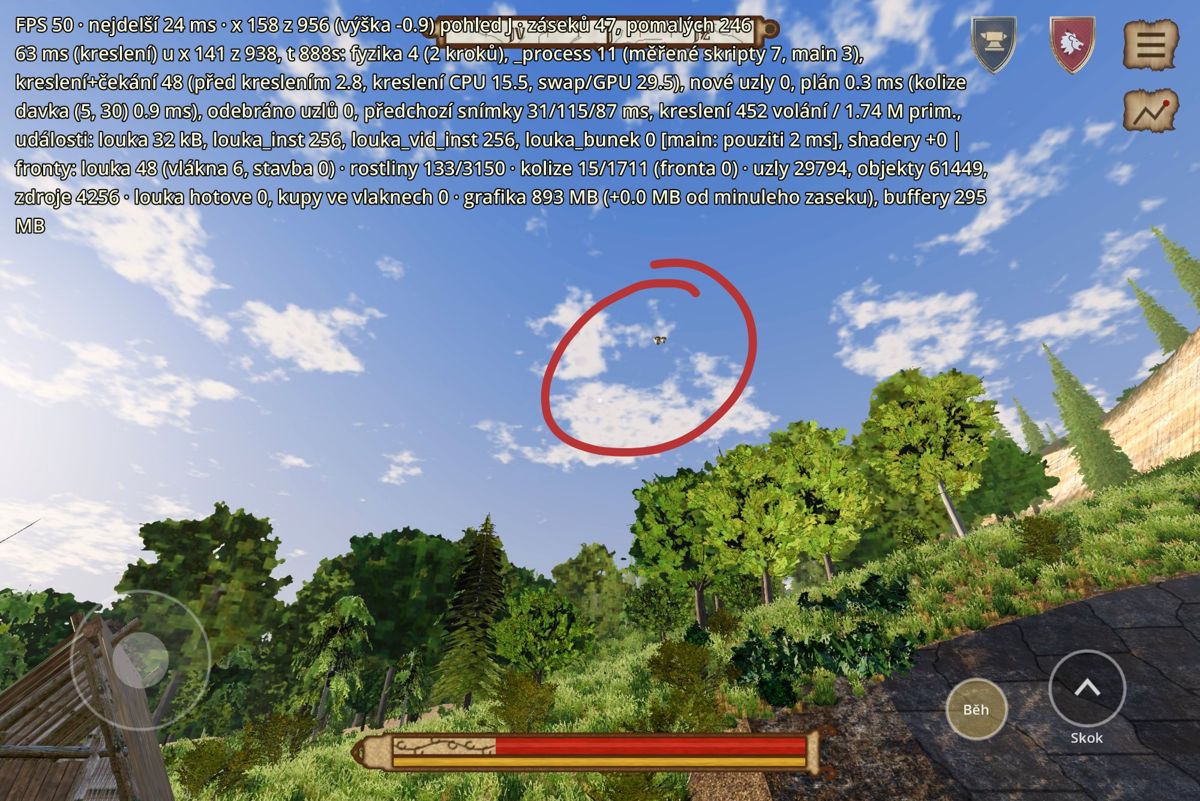 FPS 50 · nejdelší 24 ms · x 158 z 956 (výška -0.9) pohled J · záseků 47, pomalých 246
63 ms (kreslení) u x 141 z 938, t 888s: fyzika 4 (2 kroků), _process 11 (měřené skripty 7, main 3),
kreslení+čekání 48 (před kreslením 2.8, kreslení CPU 15.5, swap/GPU 29.5), nové uzly 0, plán 0.3 ms (kolize
davka (5, 30) 0.9 ms), odebráno uzlů 0, předchozí snímky 31/115/87 ms, kreslení 452 volání / 1.74 M prim.,
události: louka 32 kB, louka_inst 256, louka_vid_inst 256, louka_bunek 0 [main: pouziti 2 ms], shadery +0 |
fronty: louka 48 (vlákna 6, stavba 0) · rostliny 133/3150 · kolize 15/1711 (fronta 0) · uzly 29794, objekty 61449,
zdroje 4256 · louka hotove 0, kupy ve vlaknech 0 · grafika 893 MB (+0.0 MB od minuleho zaseku), buffery 295
MB
Běh
Skok